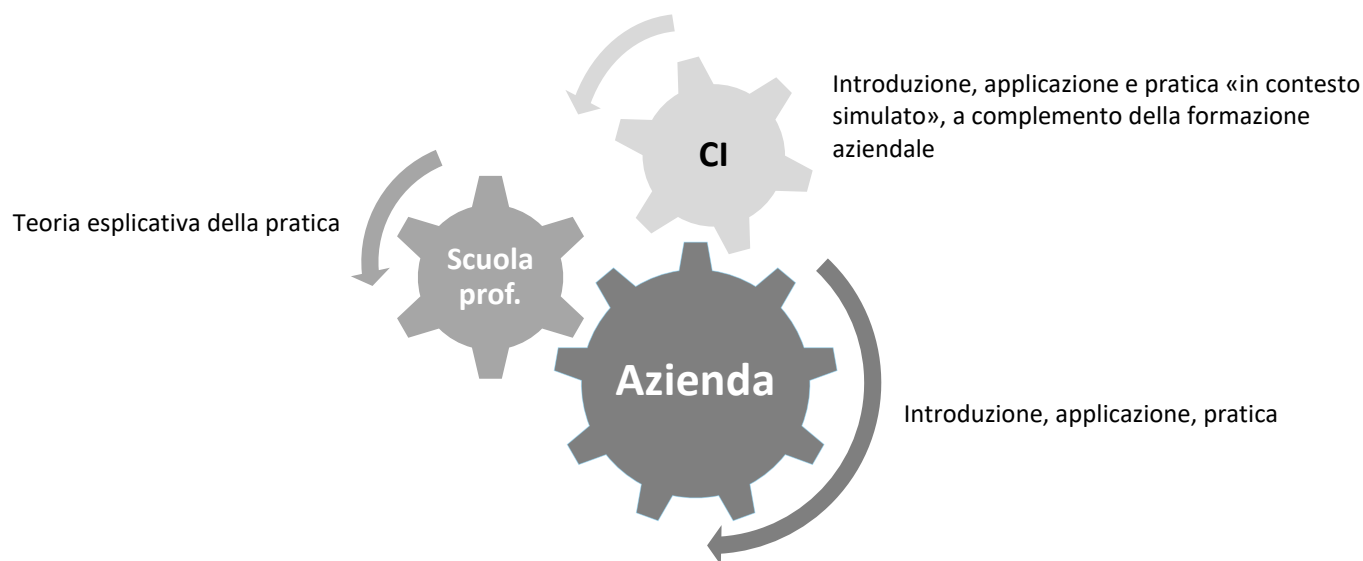 Introduzione, applicazione e pratica «in contesto
simulato», a complemento della formazione
aziendale
CI
Teoria esplicativa della pratica
Scuola
prof.
Azienda
Introduzione, applicazione, pratica